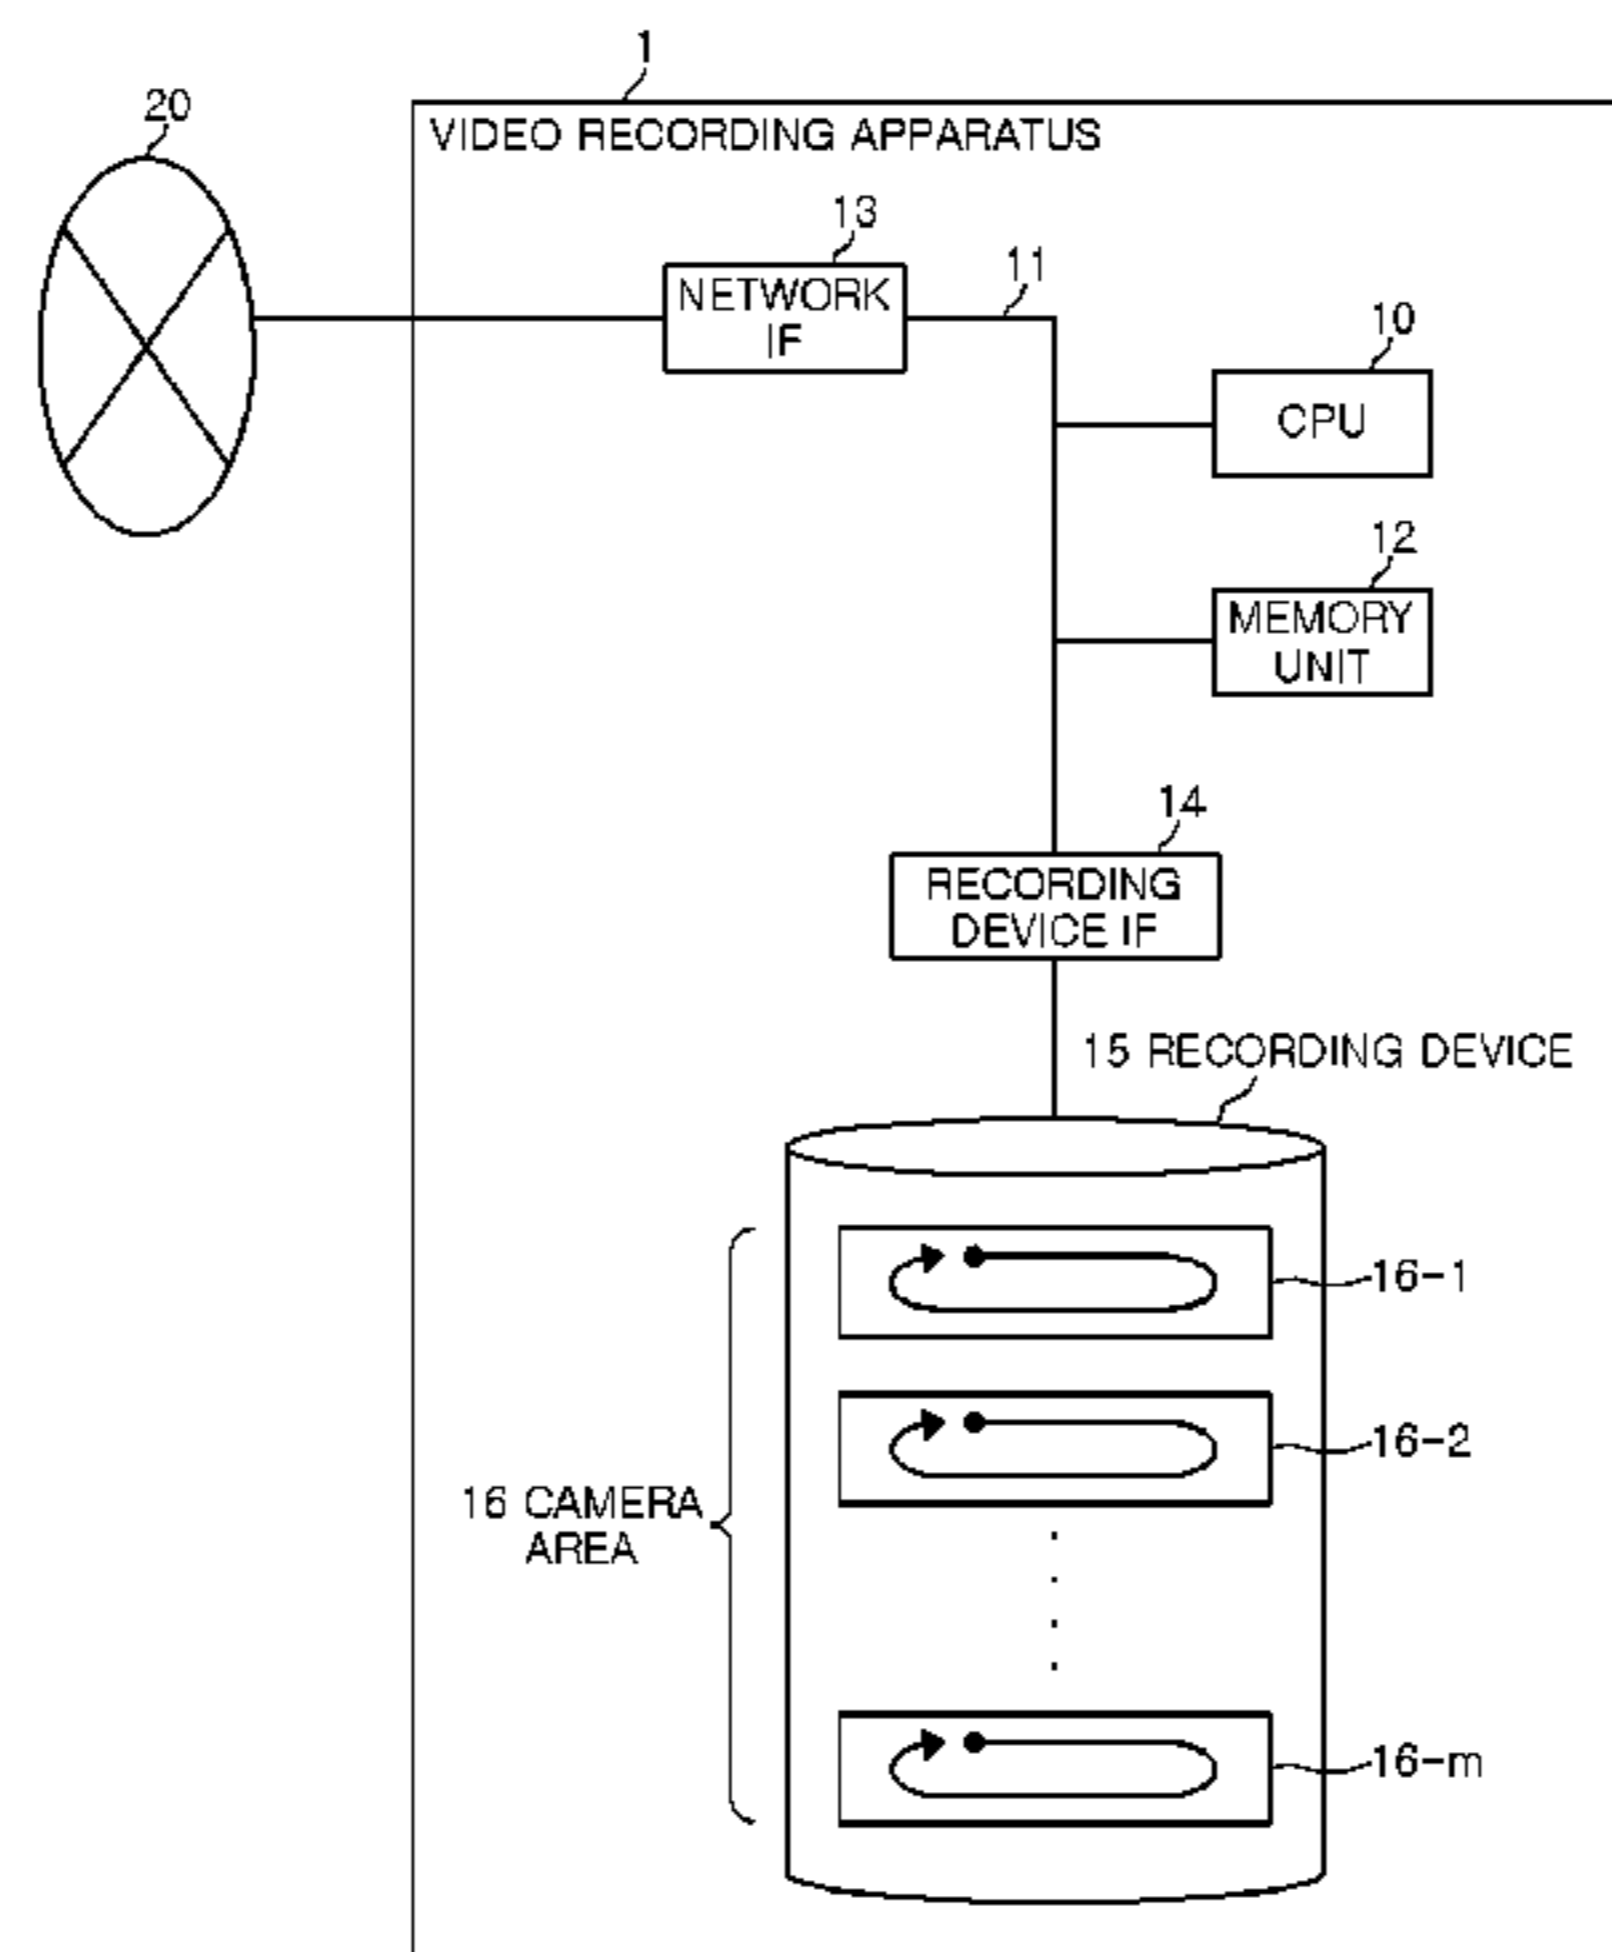 1
20
VIDEO RECORDING APPARATUS
13
NETWORK
IF
11
10
CPU
12
MEMORY
UNIT
14
RECORDING
DEVICE IF
15 RECORDING DEVICE
16-1
16-2
16 CAMERA
AREA
16-m